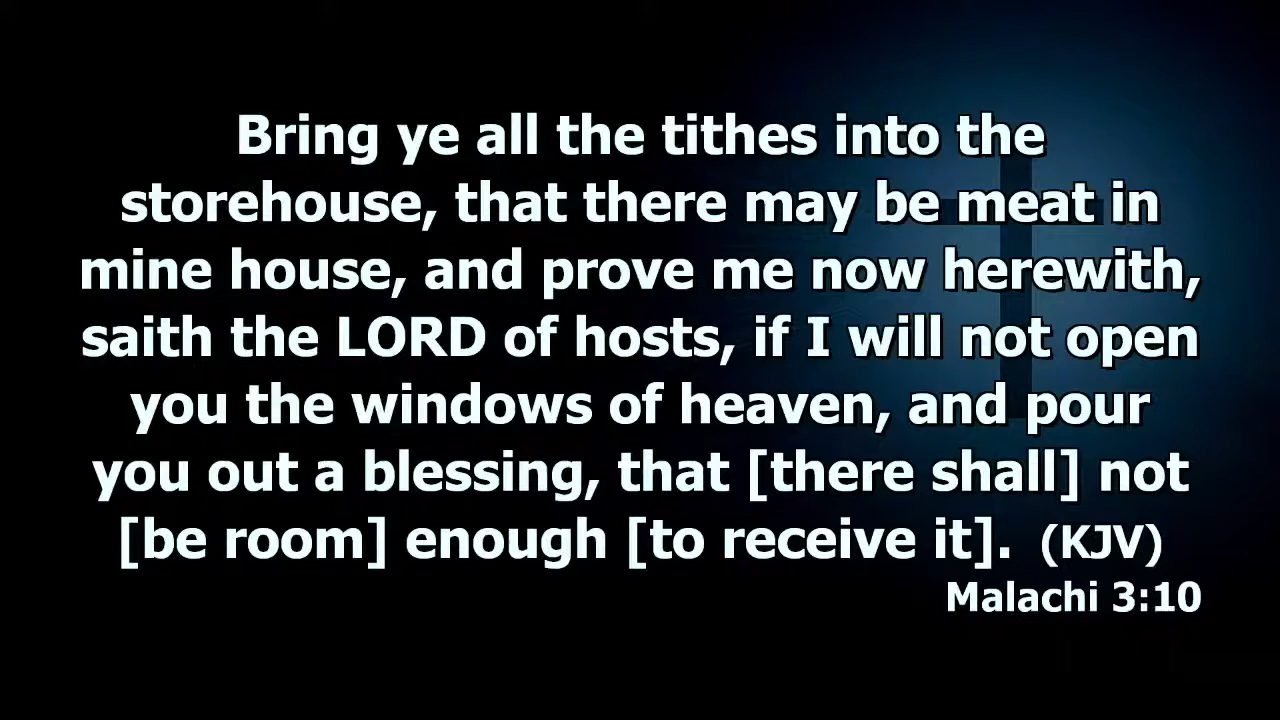 Bring ye all the tithes into the
storehouse, that there may be meat in
mine house, and prove me now herewith,
saith the LORD of hosts, if I will not open
you the windows of heaven, and pour
you out a blessing, that [there shall] not
[be room] enough [to receive it].  (KJV)
Malachi 3:10